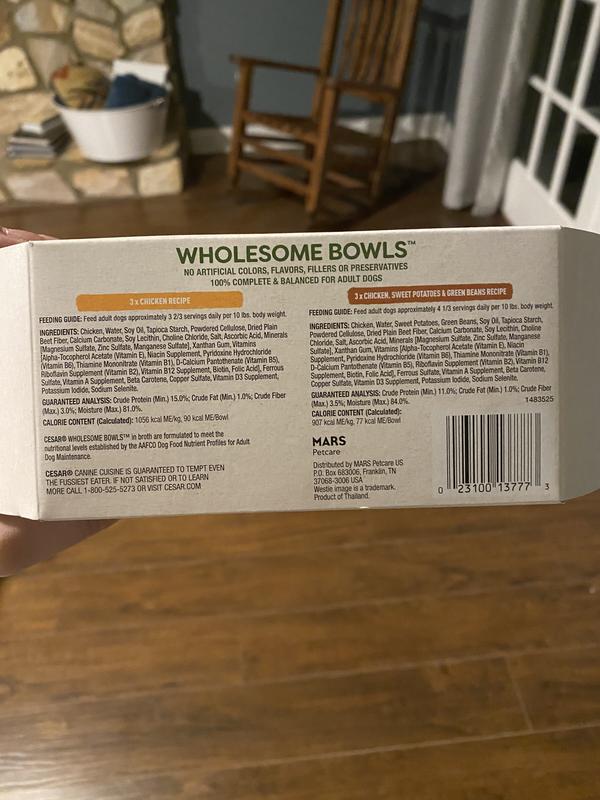 WHOLESOME BOWLS™
NO ARTIFICIAL COLORS, FLAVORS, FILLERS OR PRESERVATIVES
100% COMPLETE & BALANCED FOR ADULT DOGS
3 x CHICKEN RECIPE
FEEDING GUIDE: Feed adult dogs approximately 3 2/3 servings daily per 10 lbs. body weight.
INGREDIENTS: Chicken, Water, Soy Oil, Tapioca Starch, Powdered Cellulose, Dried Plain
Beef Fiber, Calcium Carbonate, Soy Lecithin, Choline Chloride, Salt, Ascorbic Acid, Minerals
[Magnesium Sulfate, Zinc Sulfate, Manganese Sulfate], Xanthan Gum, Vitamins
[Alpha-Tocopherol Acetate (Vitamin E), Niacin Supplement, Pyridoxine Hydrochloride
(Vitamin B6), Thiamine Mononitrate (Vitamin B1), D-Calcium Pantothenate (Vitamin B5),
Riboflavin Supplement (Vitamin B2), Vitamin B12 Supplement, Biotin, Folic Acid], Ferrous
Sulfate, Vitamin A Supplement, Beta Carotene, Copper Sulfate, Vitamin D3 Supplement,
Potassium Iodide, Sodium Selenite.
GUARANTEED ANALYSIS: Crude Protein (Min.) 15.0%; Crude Fat (Min.) 1.0%; Crude Fiber
(Max.) 3.0%; Moisture (Max.) 81.0%.
CALORIE CONTENT (Calculated): 1056 kcal ME/kg, 90 kcal ME/Bowl
CESAR® WHOLESOME BOWLS™ in broth are formulated to meet the
nutritional levels established by the AAFCO Dog Food Nutrient Profiles for Adult
Dog Maintenance.
CESAR® CANINE CUISINE IS GUARANTEED TO TEMPT EVEN
THE FUSSIEST EATER. IF NOT SATISFIED OR TO LEARN
MORE CALL 1-800-525-5273 OR VISIT CESAR.COM
3 x CHICKEN, SWEET POTATOES & GREEN BEANS RECIPE
FEEDING GUIDE: Feed adult dogs approximately 4 1/3 servings daily per 10 lbs. body weight.
INGREDIENTS: Chicken, Water, Sweet Potatoes, Green Beans, Soy Oil, Tapioca Starch,
Powdered Cellulose, Dried Plain Beef Fiber, Calcium Carbonate, Soy Lecithin, Choline
Chloride, Salt, Ascorbic Acid, Minerals [Magnesium Sulfate, Zinc Sulfate, Manganese
Sulfate], Xanthan Gum, Vitamins [Alpha-Tocopherol Acetate (Vitamin E), Niacin
Supplement, Pyridoxine Hydrochloride (Vitamin B6), Thiamine Mononitrate (Vitamin B1),
D-Calcium Pantothenate (Vitamin B5), Riboflavin Supplement (Vitamin B2), Vitamin B12
Supplement, Biotin, Folic Acid], Ferrous Sulfate, Vitamin A Supplement, Beta Carotene,
Copper Sulfate, Vitamin D3 Supplement, Potassium Iodide, Sodium Selenite.
GUARANTEED ANALYSIS: Crude Protein (Min.) 11.0%; Crude Fat (Min.) 1.0%; Crude Fiber
(Max.) 3.5%; Moisture (Max.) 84.0%.
1483525
CALORIE CONTENT (Calculated):
907 kcal ME/kg, 77 kcal ME/Bowl
MARS
Petcare
Distributed by MARS Petcare US
P.O. Box 683006, Franklin, TN
37068-3006 USA
Westie image is a trademark.
Product of Thailand.
0 23100 13777 3